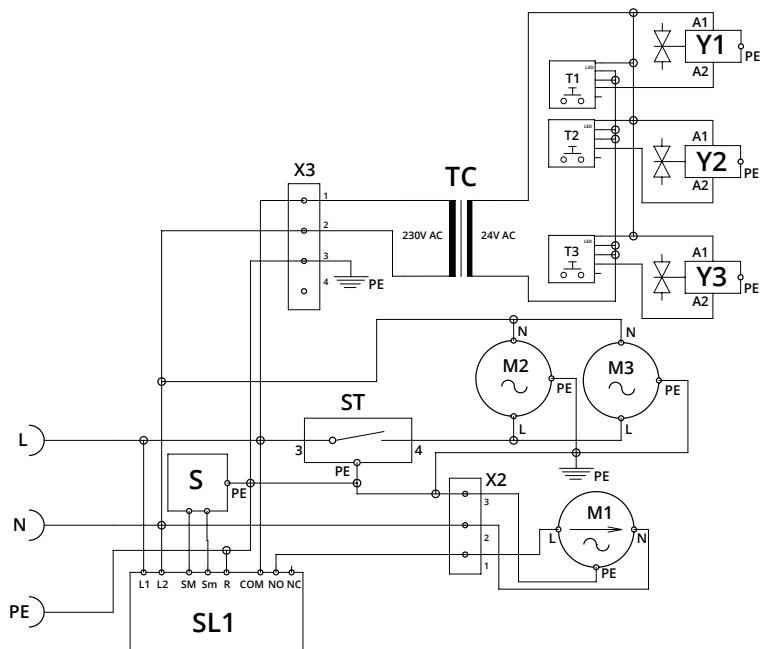 A1
Y1
PE
A2
LED
T1
A1
LED
T2
Y2
PE
A2
X3
TC
1
2
230V AC
24V AC
3
PE
4
A1
LED
T3
Y3
PE
A2
N
N
M2
M3
PE
PE
L
L
ST
3
4
PE
L
S
PE
X2
PE
3
M1
L
N
PE
N
2
1
L1
L2
SM
Sm
R
COM
NO
NC
PE
SL1